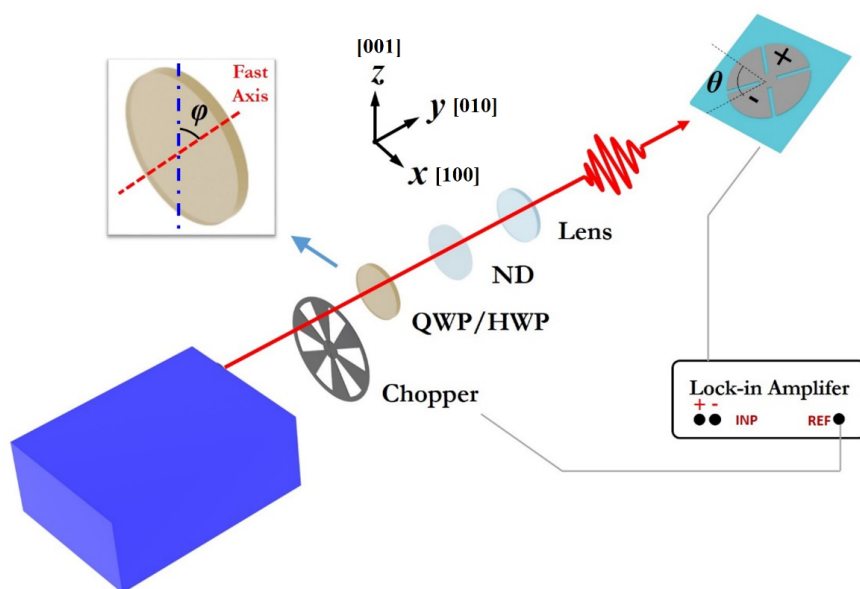 [001]
z
y [010]
x [100]
Fast
Axis
φ
θ
+
-
Lens
ND
QWP/HWP
Chopper
Lock-in Amplifer
+ -
INP
REF